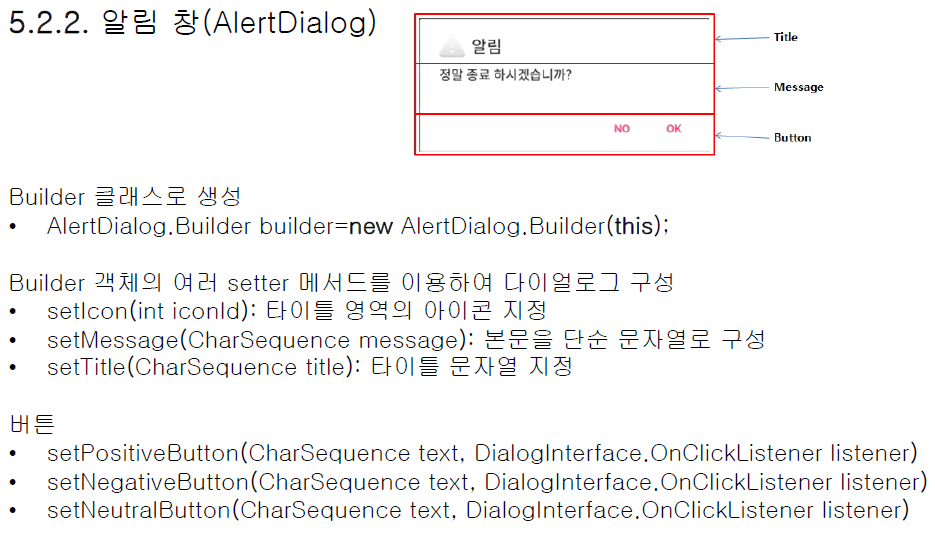 5.2.2. 알림 창(AlertDialog)
알림
Title
정말 종료 하시겠습니까?
Message
NO OK
Button
Builder 클래스로 생성
• AlertDialog.Builder builder=new AlertDialog.Builder(this);
Builder 객체의 여러 setter 메서드를 이용하여 다이얼로그 구성
• setIcon(int iconId): 타이틀 영역의 아이콘 지정
• setMessage(CharSequence message): 본문을 단순 문자열로 구성
• setTitle(CharSequence title): 타이틀 문자열 지정
버튼
• setPositiveButton(CharSequence text, DialogInterface.OnClickListener listener)
• setNegativeButton(CharSequence text, DialogInterface.OnClickListener listener)
• setNeutralButton(CharSequence text, DialogInterface.OnClickListener listener)